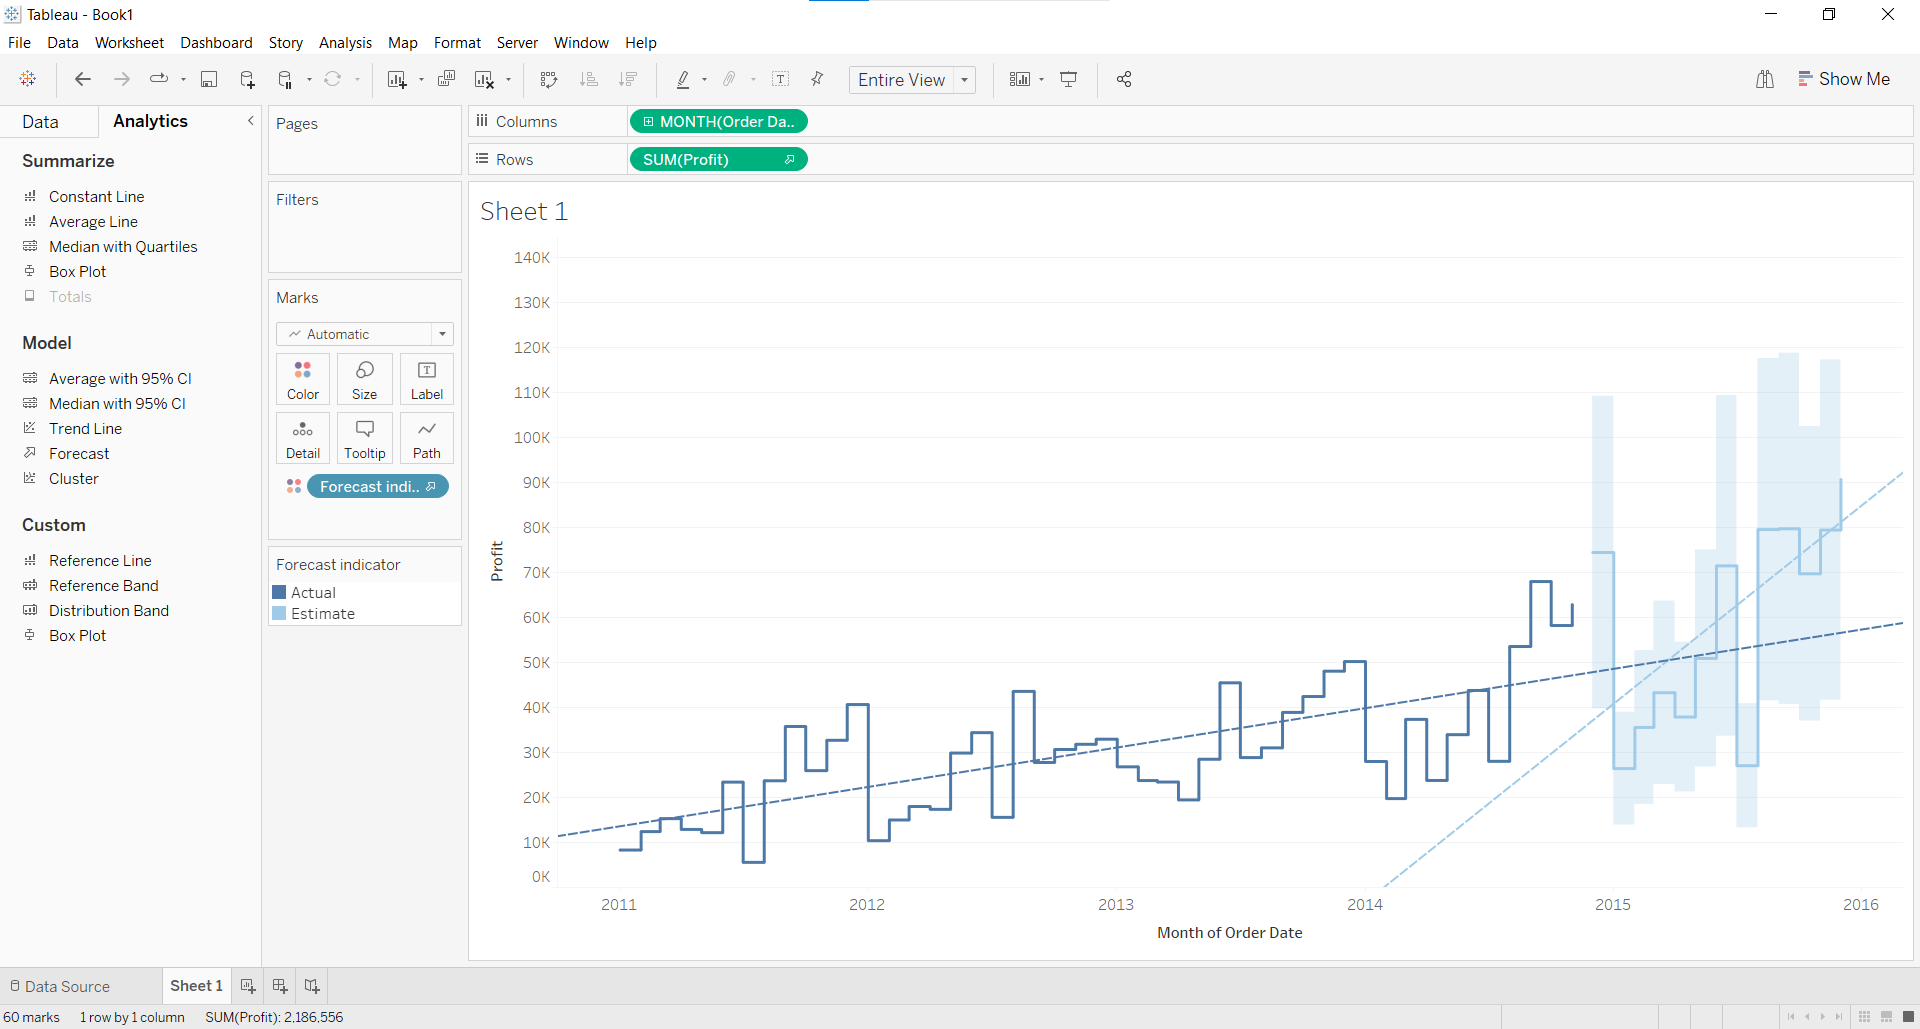 Tableau - Book1
File Data Worksheet Dashboard Story Analysis Map Format Server Window Help
Entire View
Show Me
Data Analytics
Summarize
Constant Line
Average Line
Median with Quartiles
Box Plot
Totals
Model
Average with 95% CI
Median with 95% CI
Trend Line
Forecast
Cluster
Custom
Reference Line
Reference Band
Distribution Band
Box Plot
Pages
Filters
Marks
Automatic
Color Size Label
Detail Tooltip Path
Forecast indi..
Forecast indicator
Actual
Estimate
Columns MONTH(Order Da..
Rows SUM(Profit)
Sheet 1
140K
130K
120K
110K
100K
90K
80K
70K
60K
50K
40K
30K
20K
10K
0K
Profit
2011 2012 2013 2014 2015 2016
Month of Order Date
Data Source Sheet 1
60 marks 1 row by 1 column SUM(Profit): 2,186,556